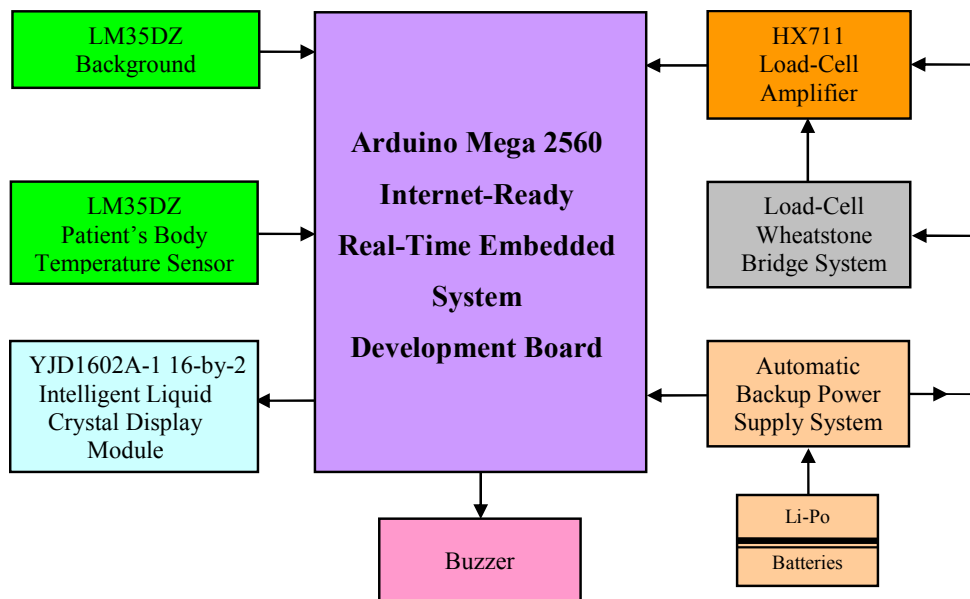 LM35DZ
Background
LM35DZ
Patient's Body
Temperature Sensor
YJD1602A-1 16-by-2
Intelligent Liquid
Crystal Display
Module
Arduino Mega 2560
Internet-Ready
Real-Time Embedded
System
Development Board
Buzzer
HX711
Load-Cell
Amplifier
Load-Cell
Wheatstone
Bridge System
Automatic
Backup Power
Supply System
Li-Po
Batteries